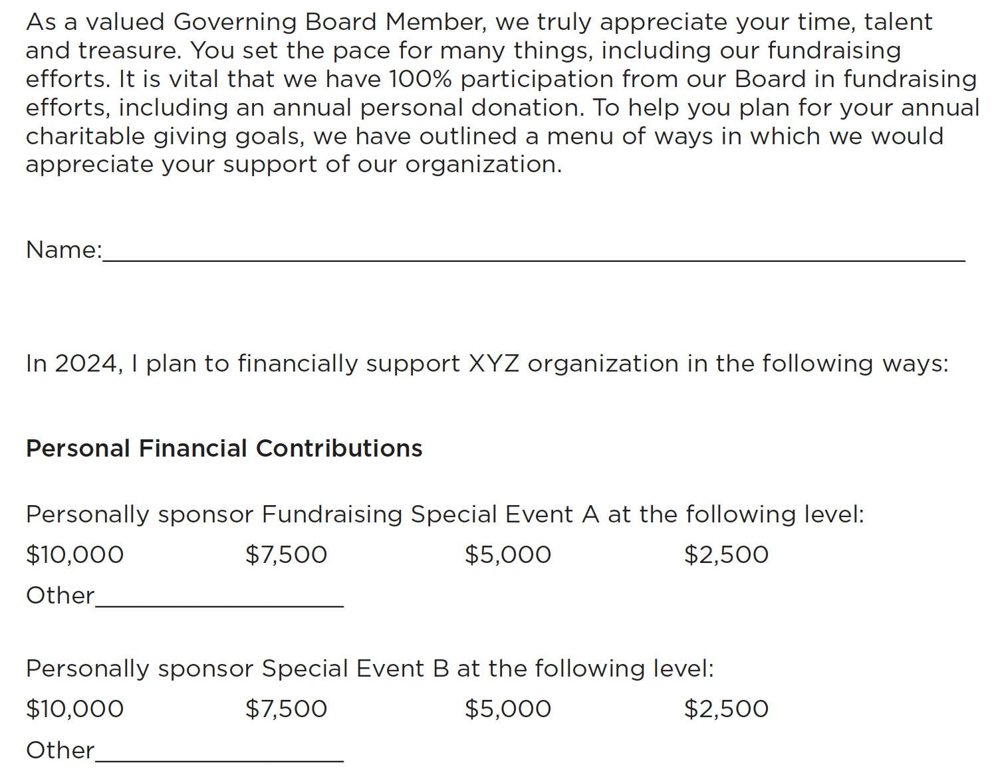 As a valued Governing Board Member, we truly appreciate your time, talent
and treasure. You set the pace for many things, including our fundraising
efforts. It is vital that we have 100% participation from our Board in fundraising
efforts, including an annual personal donation. To help you plan for your annual
charitable giving goals, we have outlined a menu of ways in which we would
appreciate your support of our organization.
Name:
In 2024, I plan to financially support XYZ organization in the following ways:
Personal Financial Contributions
Personally sponsor Fundraising Special Event A at the following level:
$10,000 $7,500 $5,000 $2,500
Other
Personally sponsor Special Event B at the following level:
$10,000 $7,500 $5,000 $2,500
Other